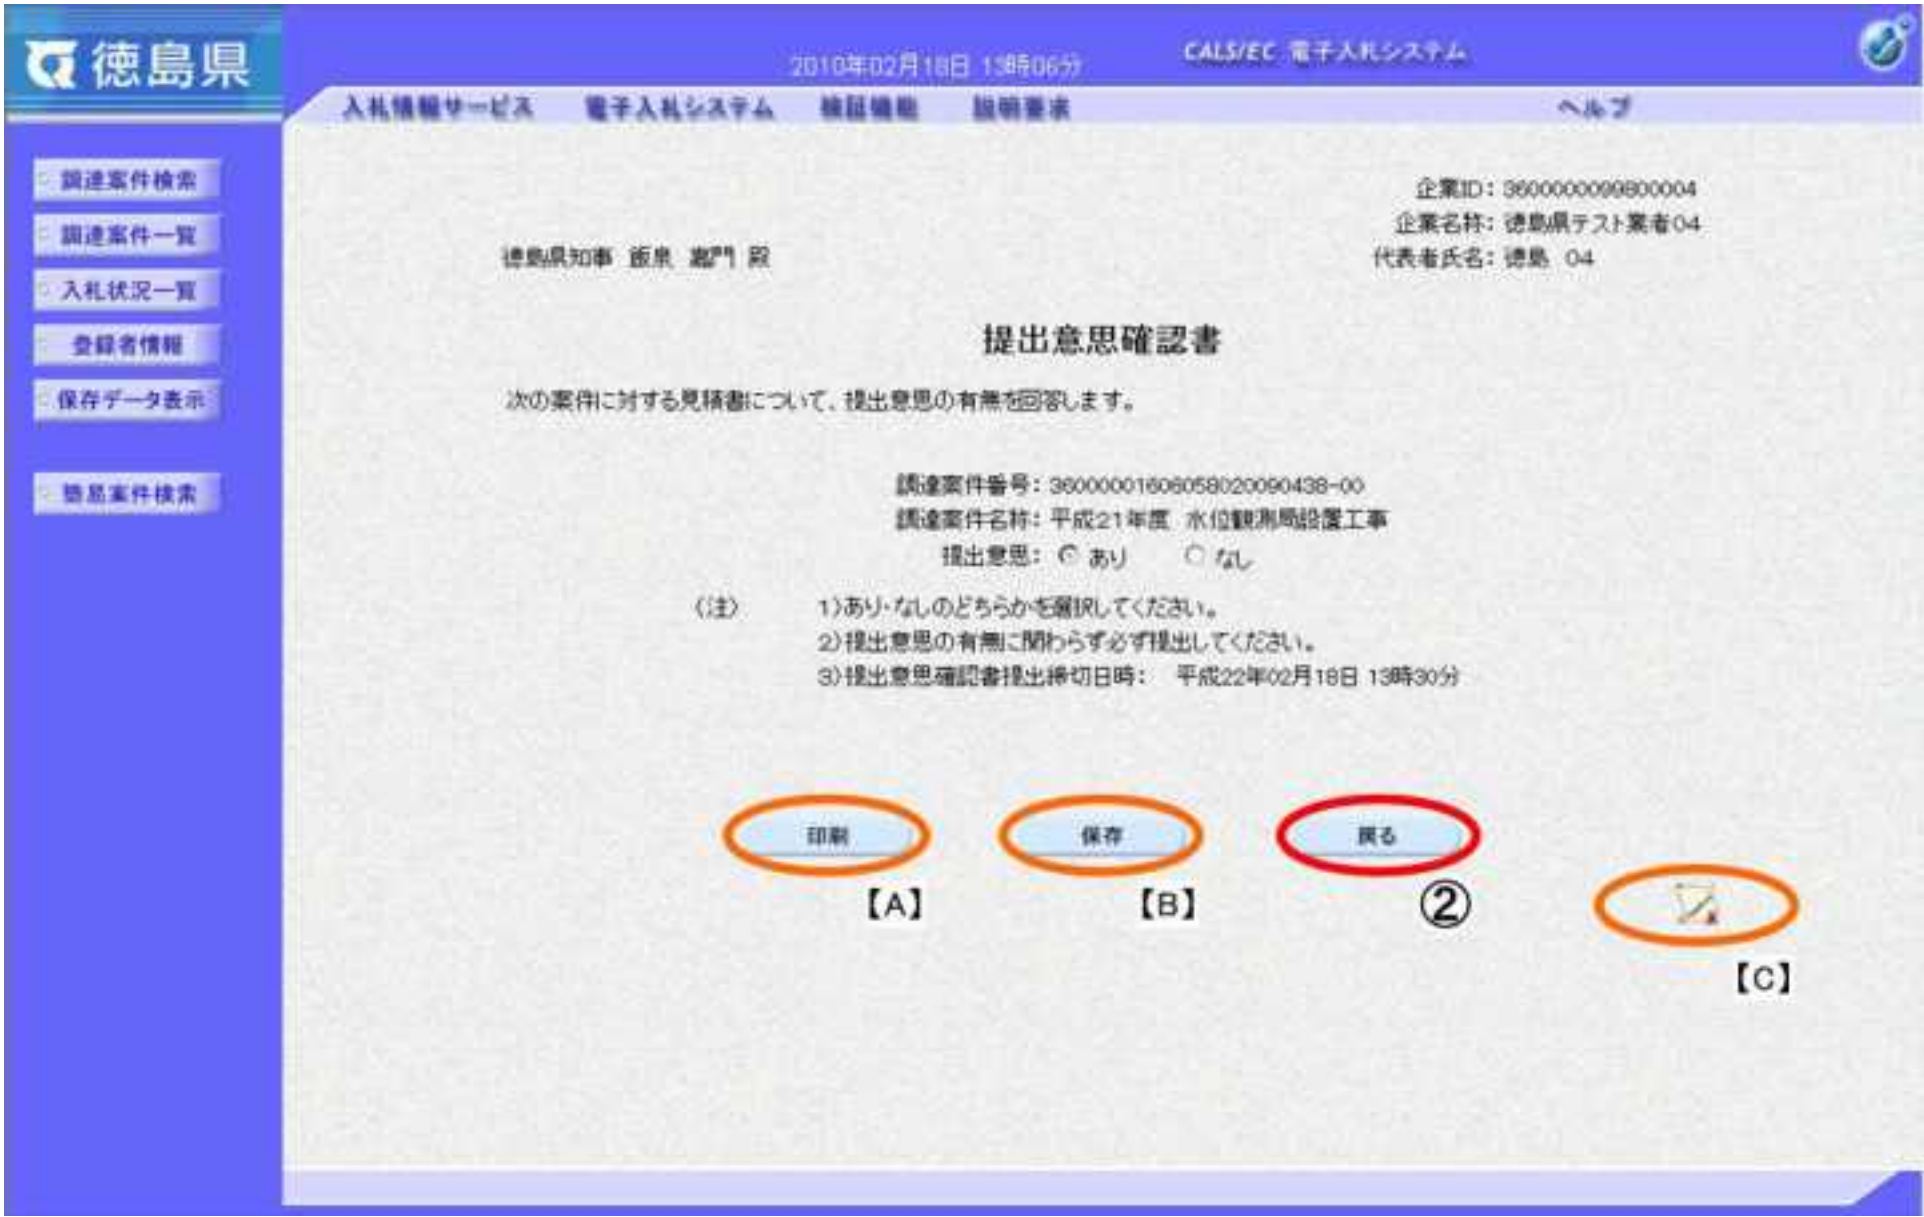 徳島県
2010年02月18日 13時06分
CALS/EC 電子入札システム
入札情報サービス 電子入札システム 検証機能 説明要求 ヘルプ
調達案件検索
調達案件一覧
入札状況一覧
登録者情報
保存データ表示
簡易案件検索
企業ID：3600000099800004
企業名称：徳島県テスト業者04
徳島県知事 飯泉 嘉門 殿
代表者氏名：徳島 04
提出意思確認書
次の案件に対する見積書について、提出意思の有無を回答します。
調達案件番号：3600000160605802009​0438-00
調達案件名称：平成21年度 水位観測局設置工事
提出意思： あり なし
（注） 1)あり・なしのどちらかを選択してください。
2)提出意思の有無に関わらず必ず提出してください。
3)提出意思確認書提出締切日時： 平成22年02月18日 13時30分
印刷
保存
戻る
【A】
【B】
②
【C】